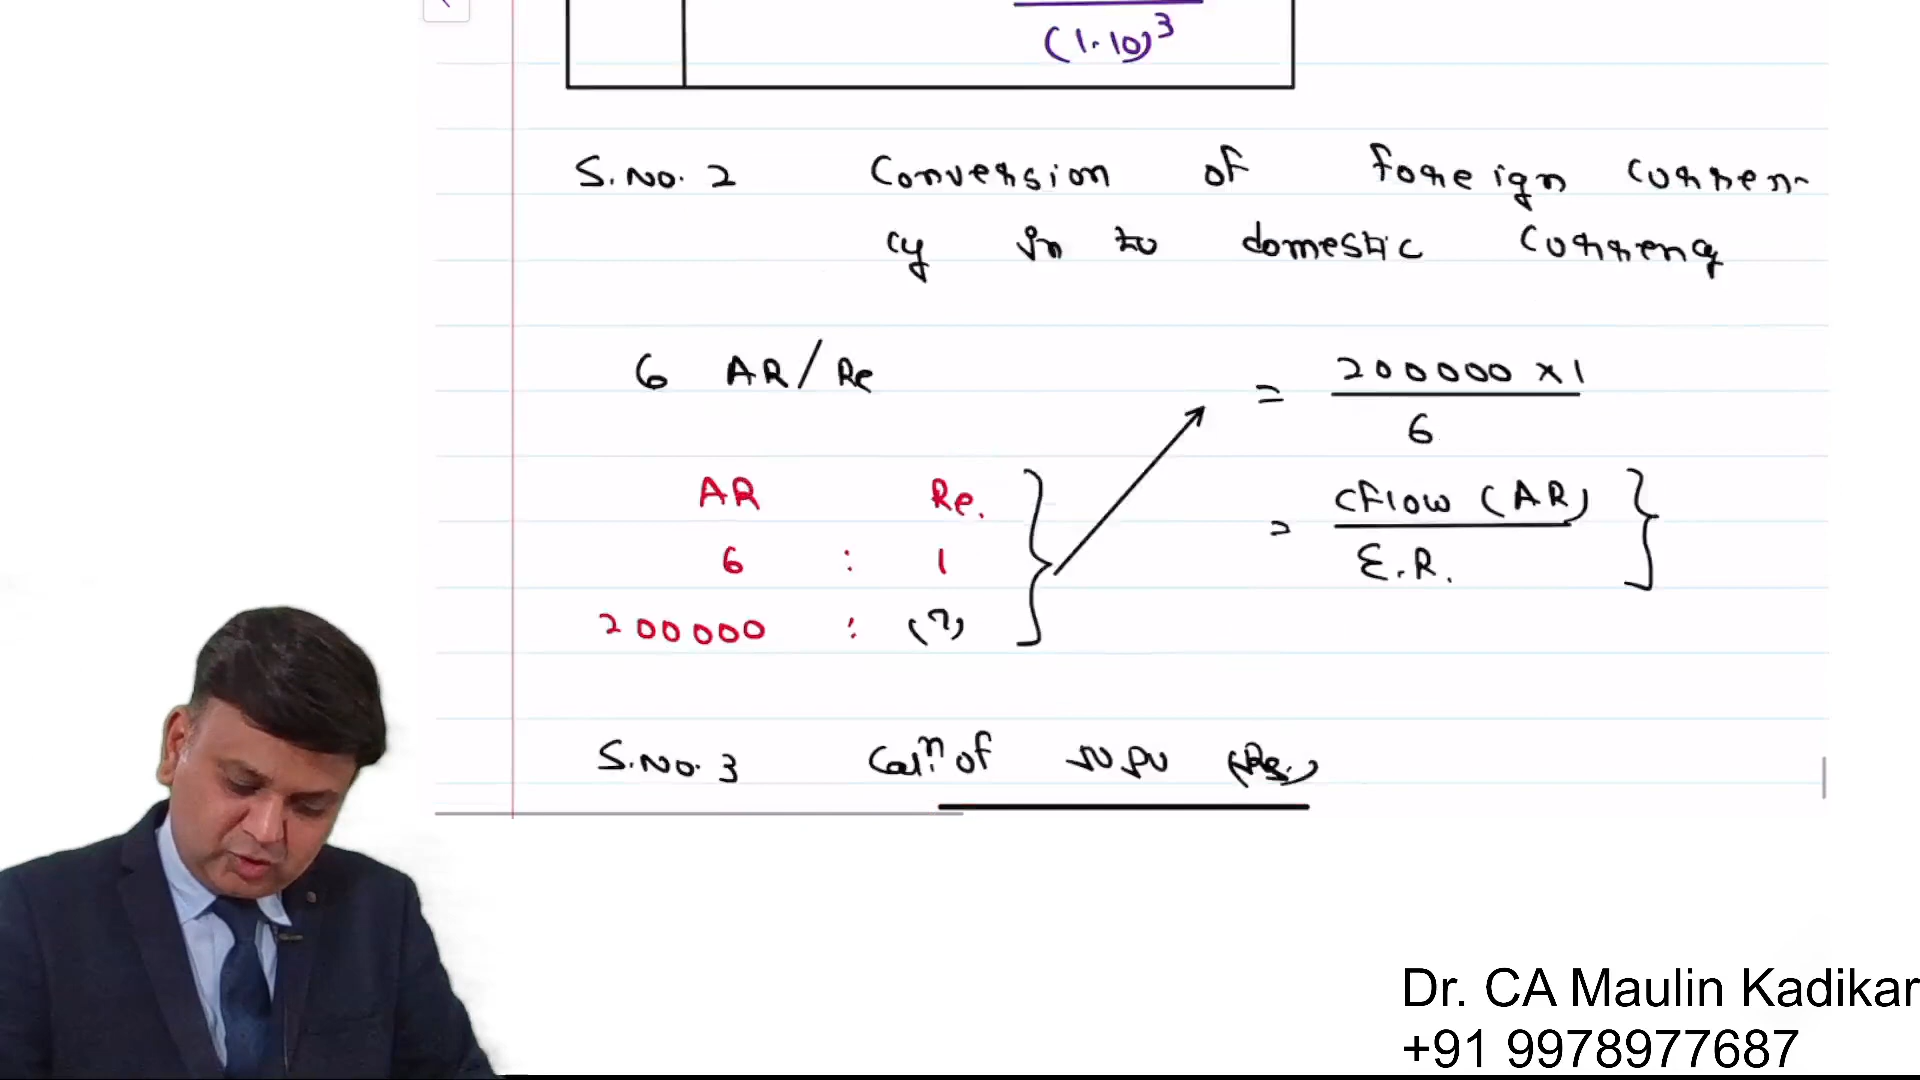 (1.10)³
S.No. 2 Conversion of foreign curren-
cy in to domestic currency
6 AR/Re
= 200000 x 1
6
AR Re.
= CFlow (AR)
E.R.
6 : 1
200000 : (?)
S.No. 3 Calⁿ. of NPV (Rs.)
Dr. CA Maulin Kadikar
+91 9978977687